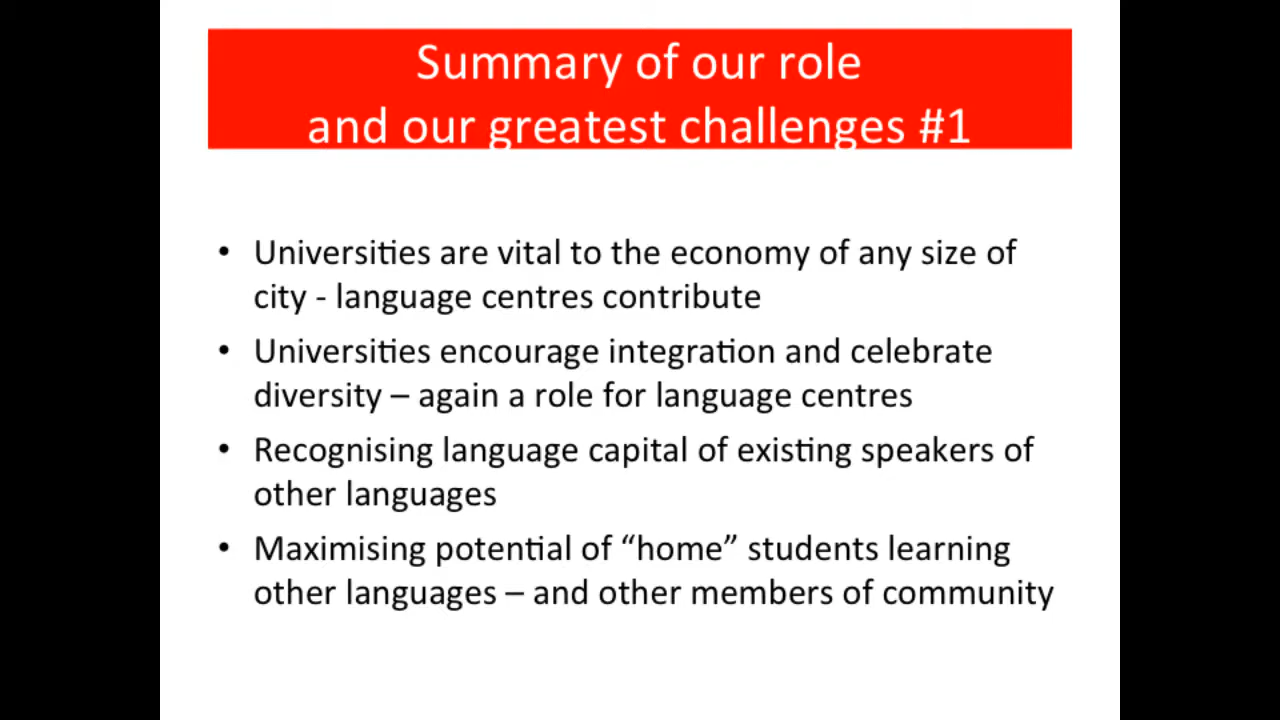 Summary of our role
and our greatest challenges #1
• Universities are vital to the economy of any size of
city - language centres contribute
• Universities encourage integration and celebrate
diversity – again a role for language centres
• Recognising language capital of existing speakers of
other languages
• Maximising potential of “home” students learning
other languages – and other members of community